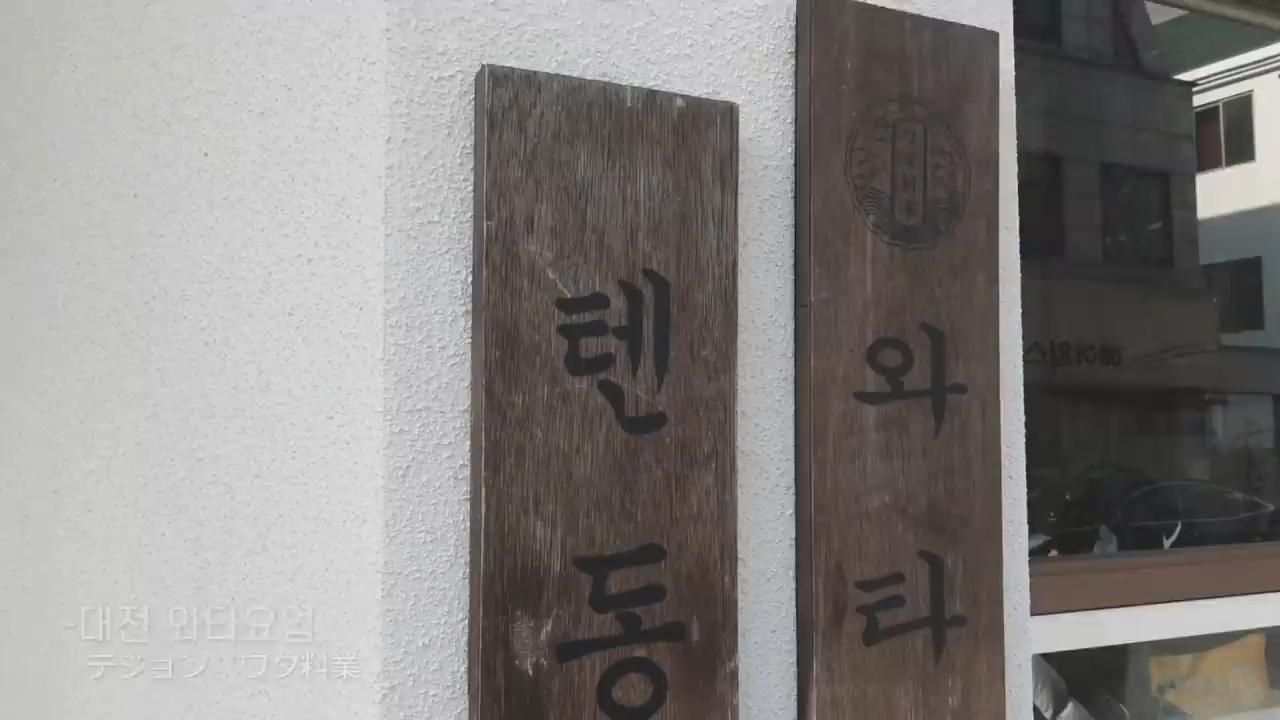 텐동
와타
-대전 와타요업
テジョン : ワタ料業